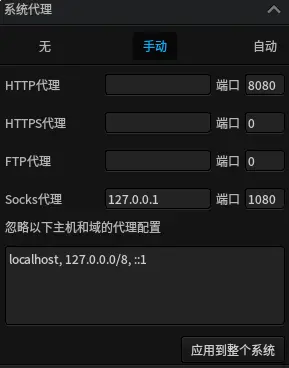 系统代理
无 手动 自动
HTTP代理 端口 8080
HTTPS代理 端口 0
FTP代理 端口 0
Socks代理 127.0.0.1 端口 1080
忽略以下主机和域的代理配置
localhost, 127.0.0.0/8, ::1
应用到整个系统